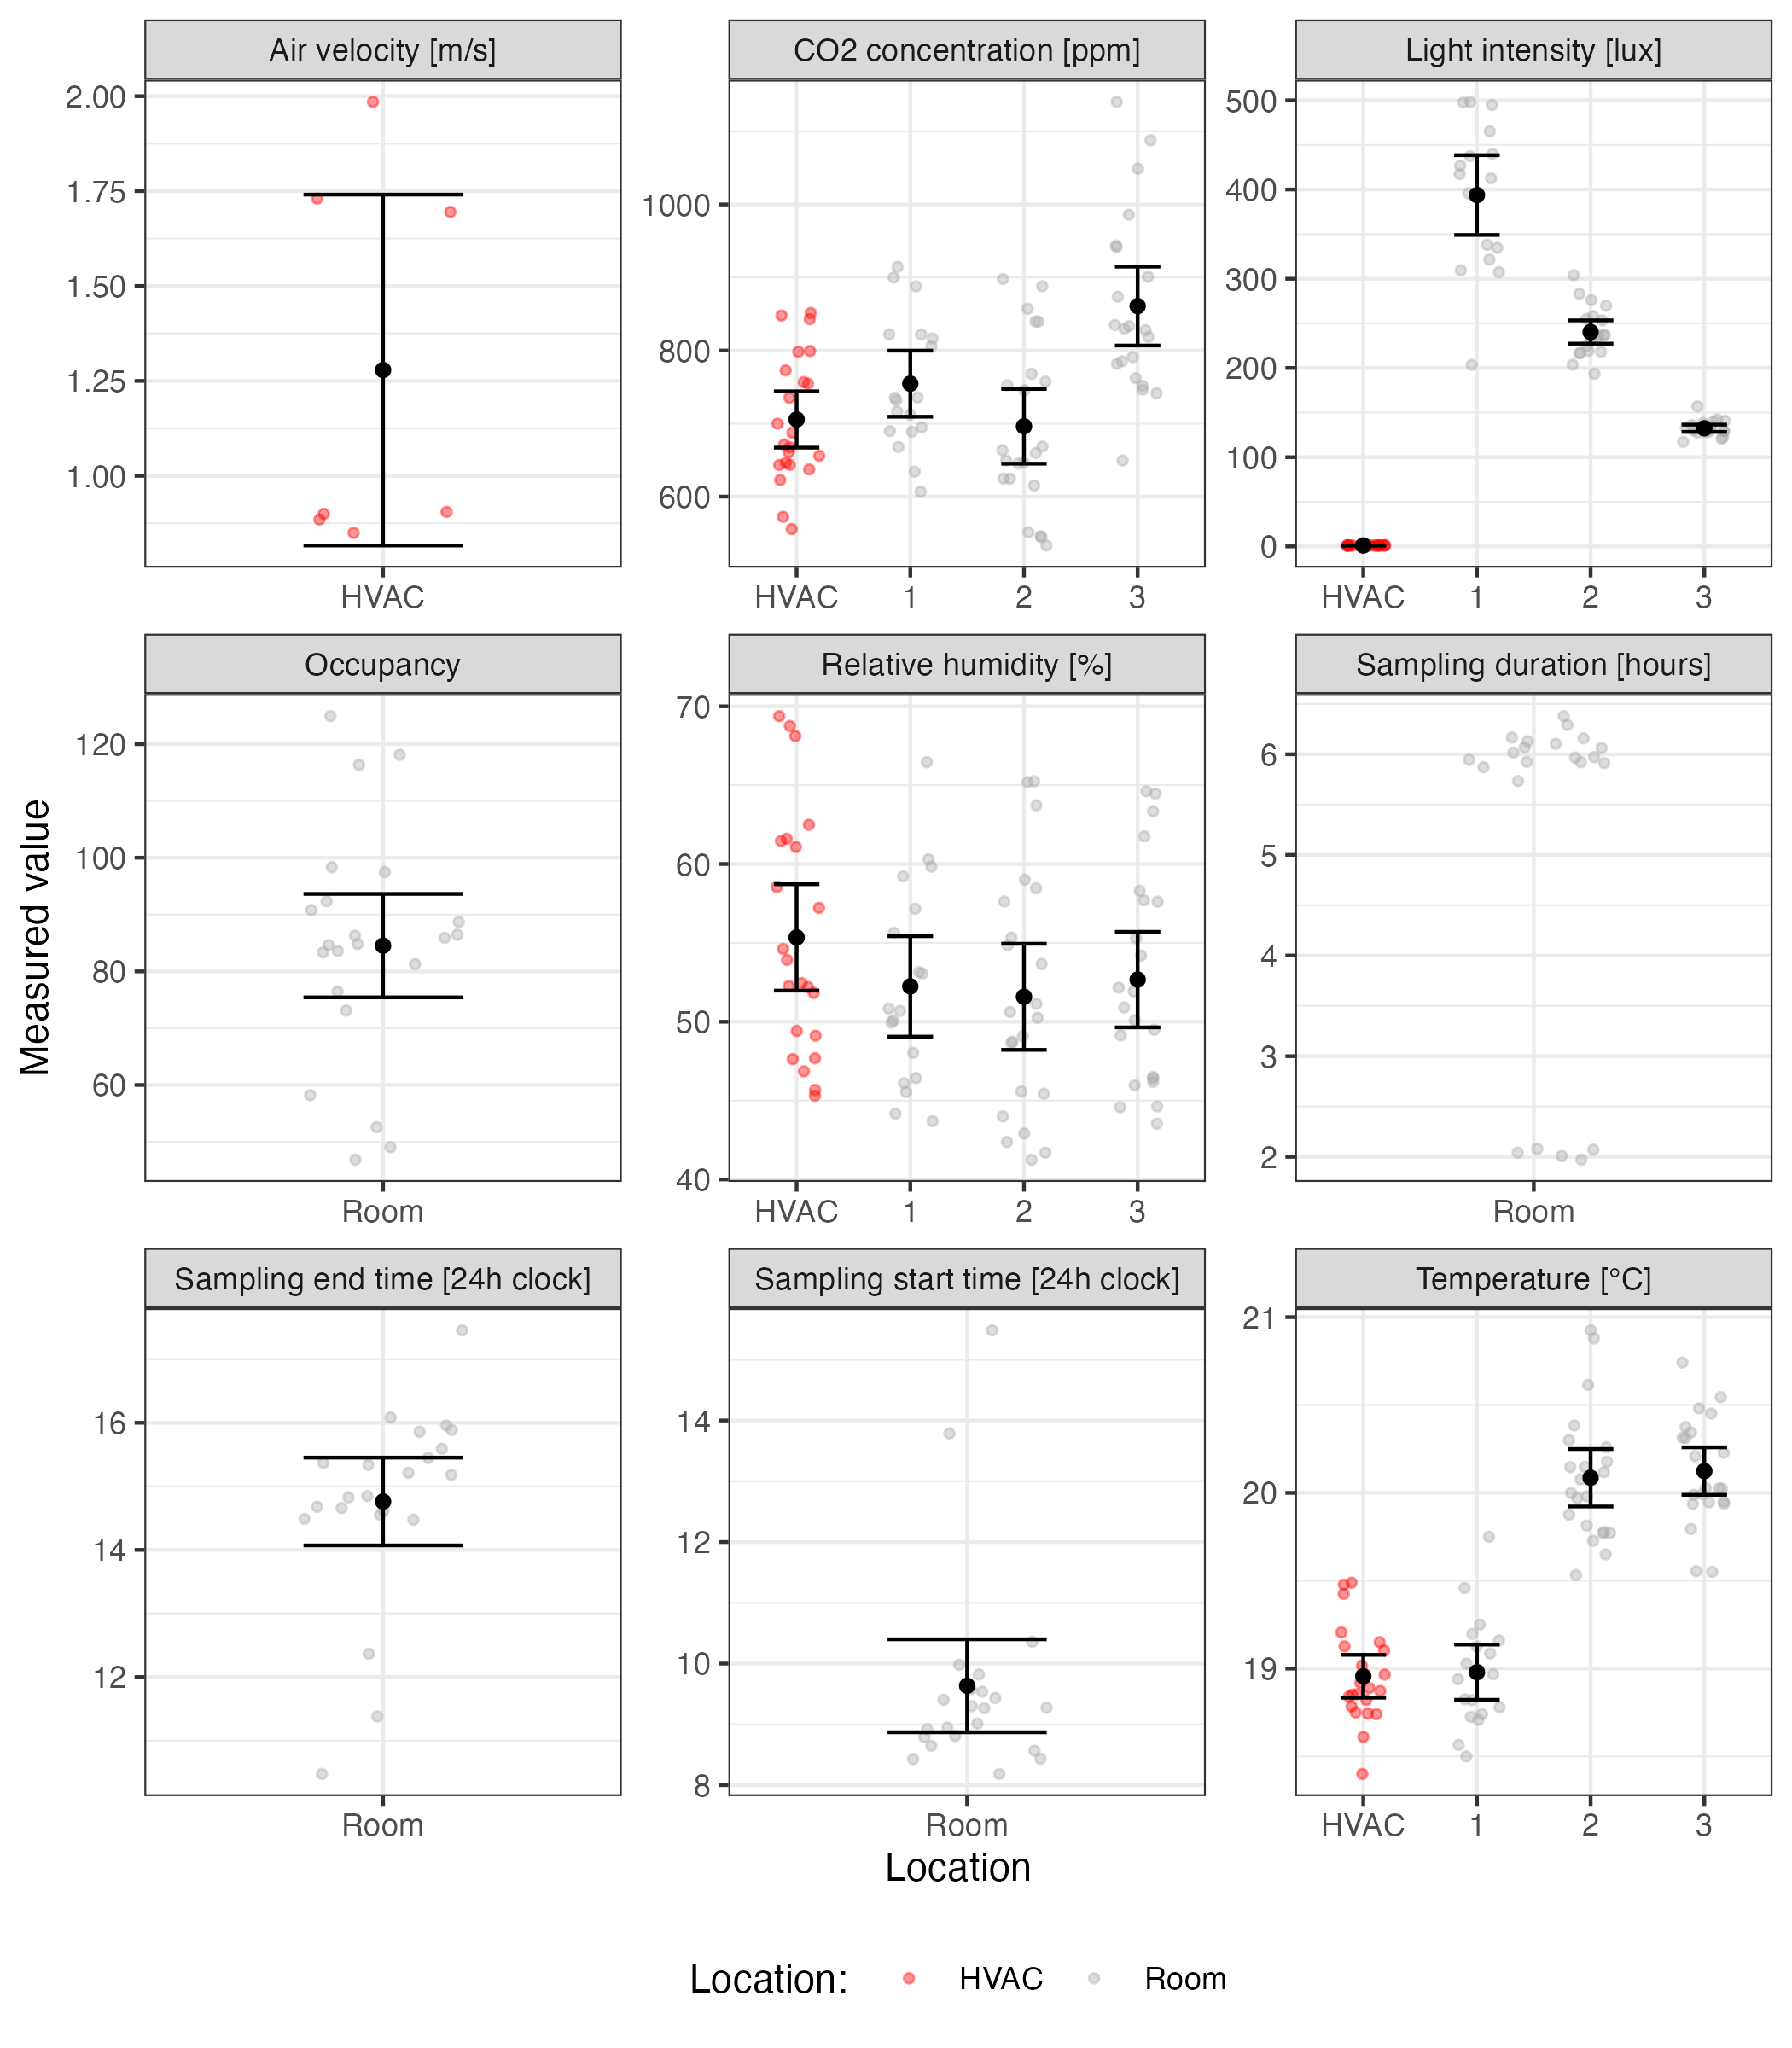 Air velocity [m/s]
CO2 concentration [ppm]
Light intensity [lux]
2.00
1.75
1.50
1.25
1.00
HVAC
1000
800
600
HVAC 1 2 3
500
400
300
200
100
0
HVAC 1 2 3
Occupancy
Relative humidity [%]
Sampling duration [hours]
120
100
80
60
Room
70
60
50
40
HVAC 1 2 3
6
5
4
3
2
Room
Sampling end time [24h clock]
Sampling start time [24h clock]
Temperature [°C]
16
14
12
Room
14
12
10
8
Room
21
20
19
HVAC 1 2 3
Measured value
Location
Location: HVAC Room